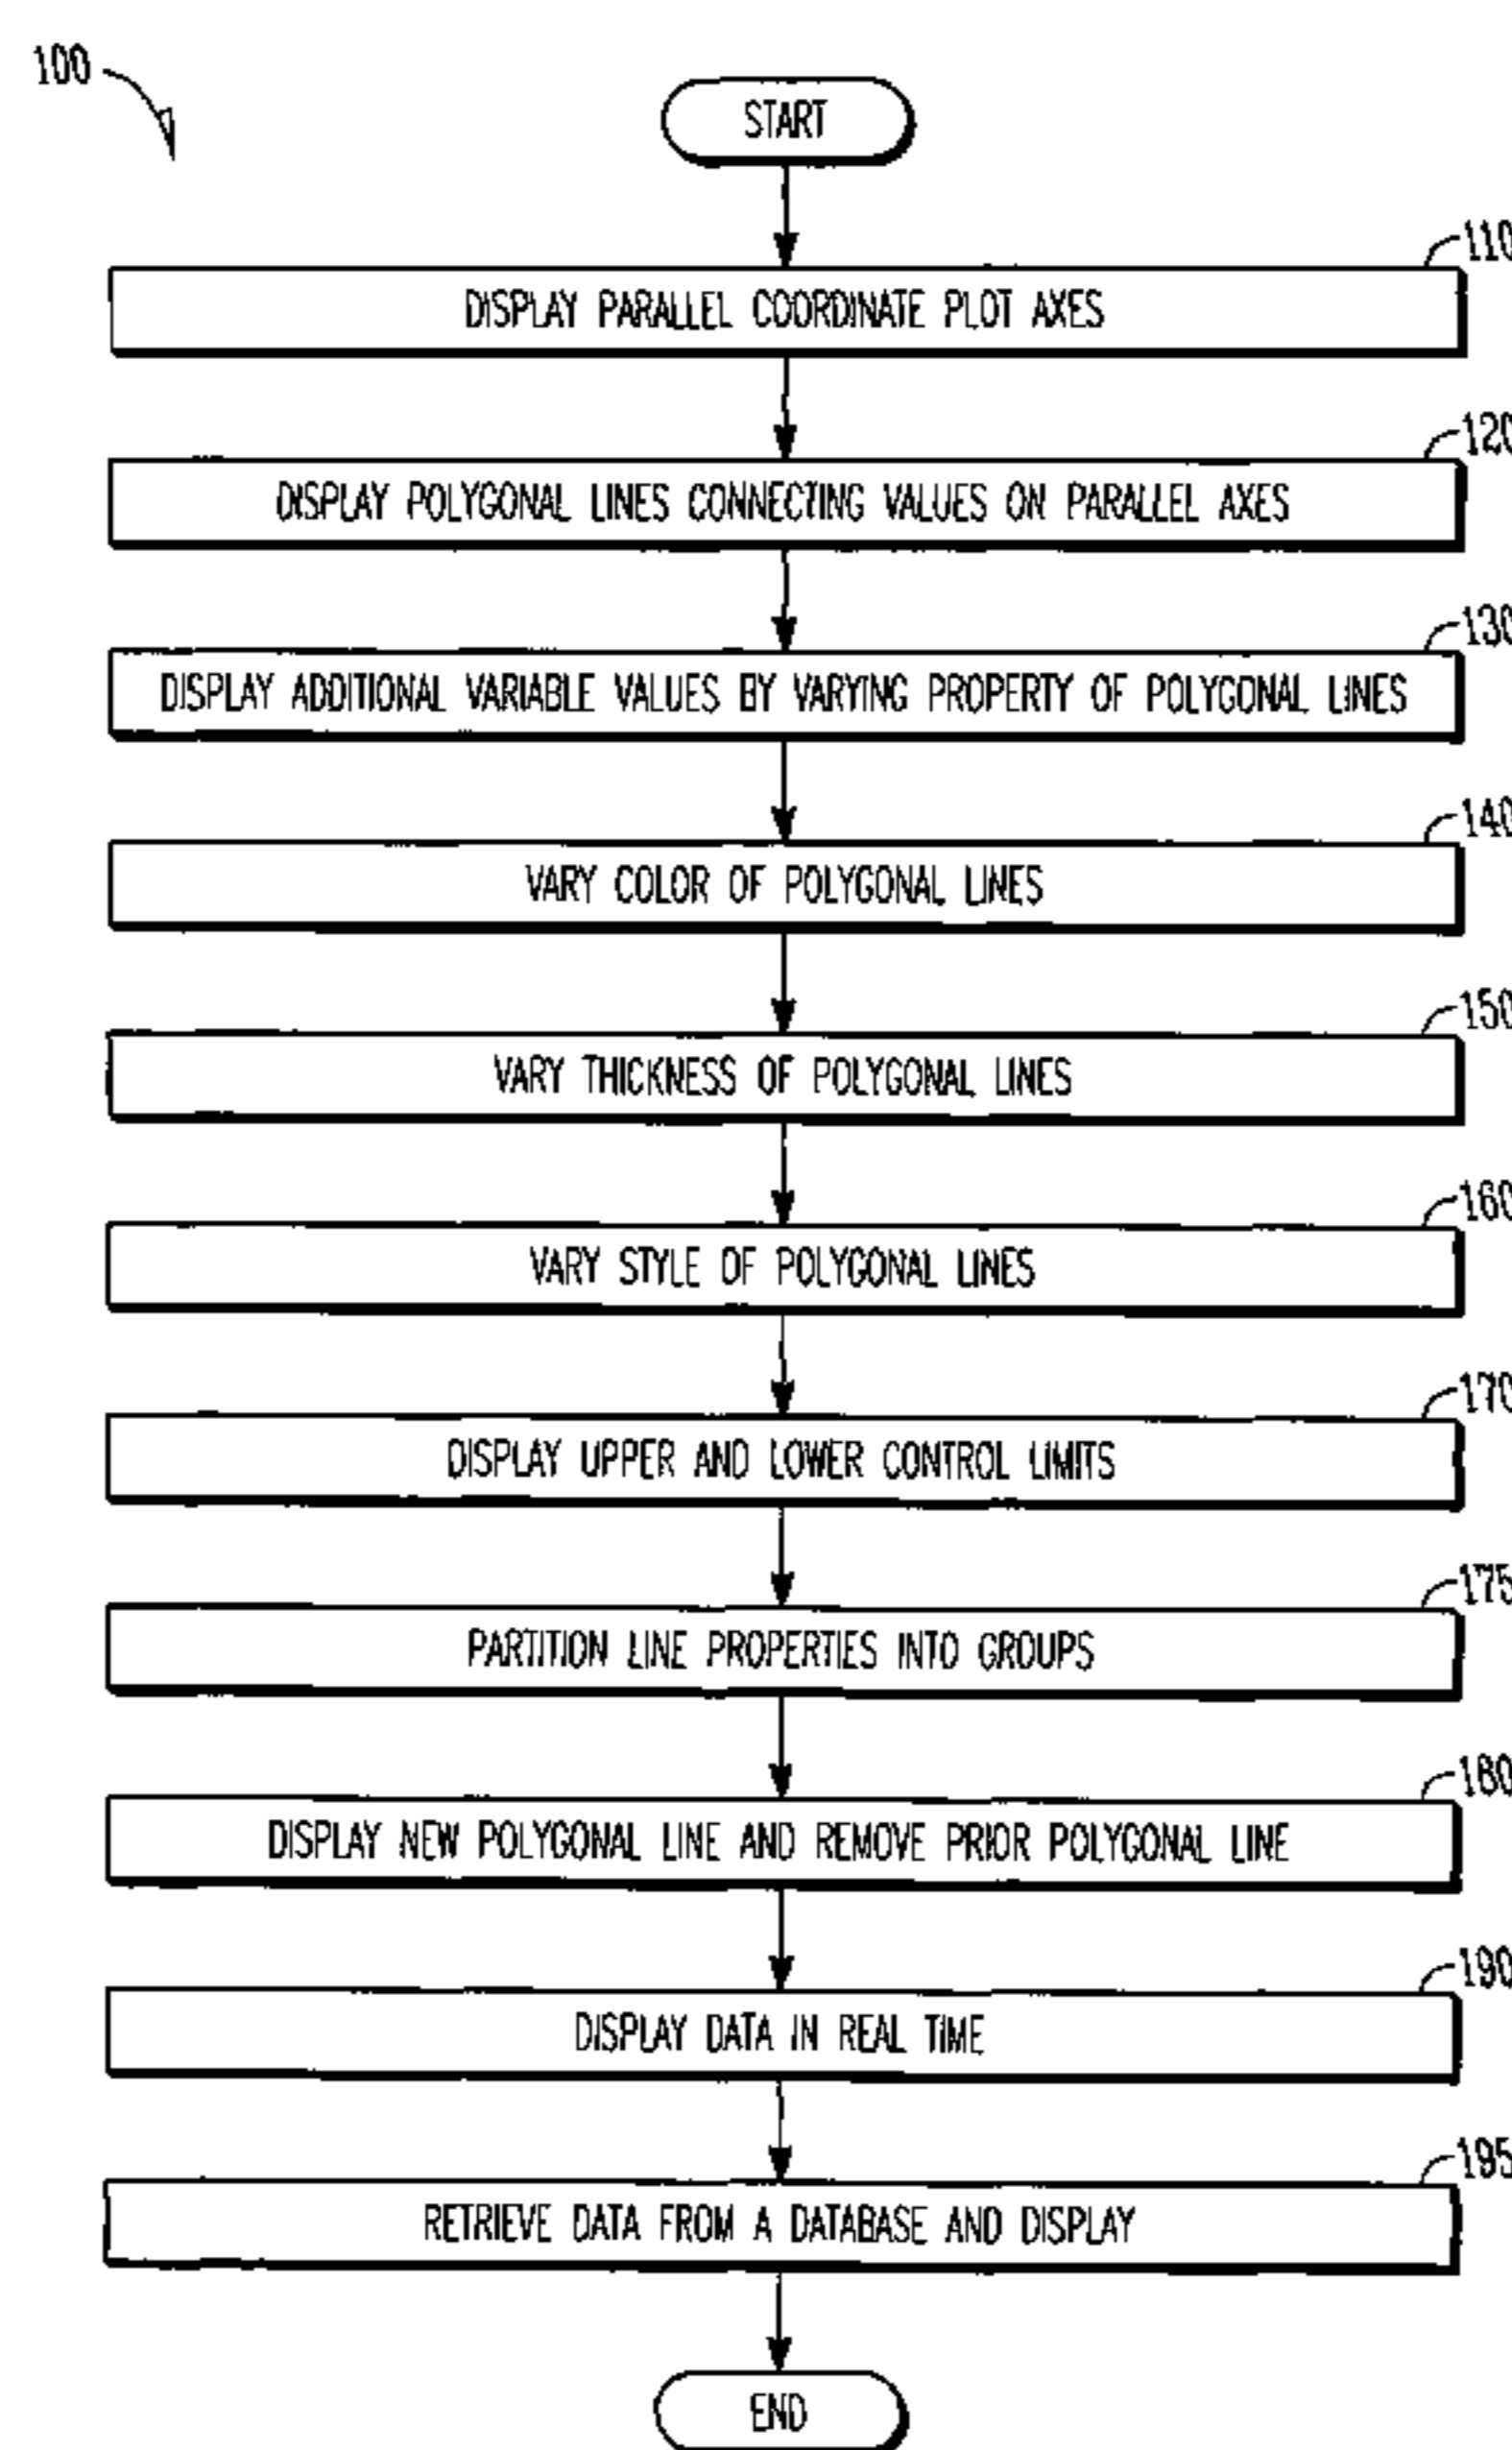 100
START
110
DISPLAY PARALLEL COORDINATE PLOT AXES
120
DISPLAY POLYGONAL LINES CONNECTING VALUES ON PARALLEL AXES
130
DISPLAY ADDITIONAL VARIABLE VALUES BY VARYING PROPERTY OF POLYGONAL LINES
140
VARY COLOR OF POLYGONAL LINES
150
VARY THICKNESS OF POLYGONAL LINES
160
VARY STYLE OF POLYGONAL LINES
170
DISPLAY UPPER AND LOWER CONTROL LIMITS
175
PARTITION LINE PROPERTIES INTO GROUPS
180
DISPLAY NEW POLYGONAL LINE AND REMOVE PRIOR POLYGONAL LINE
190
DISPLAY DATA IN REAL TIME
195
RETRIEVE DATA FROM A DATABASE AND DISPLAY
END